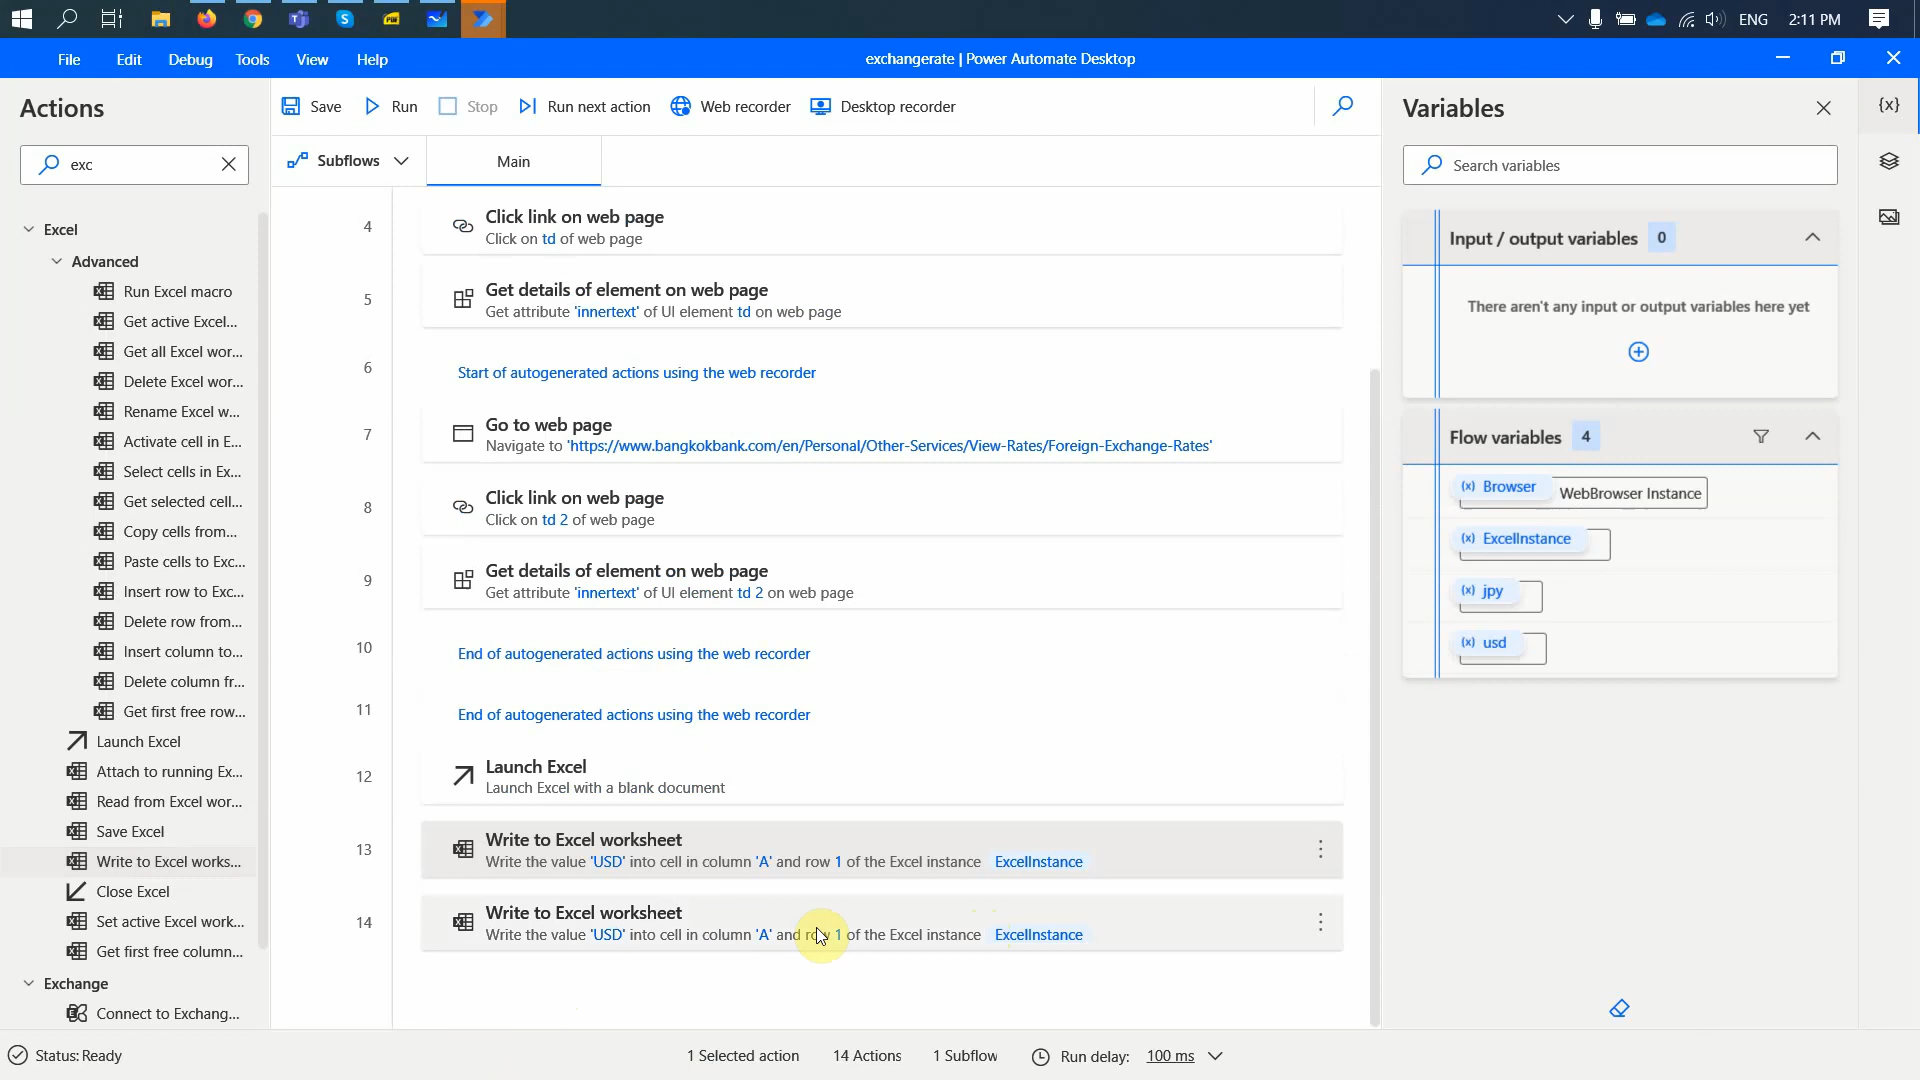 ENG
2:11 PM
File
Edit
Debug
Tools
View
Help
exchangerate | Power Automate Desktop
Actions
exc
Excel
Advanced
Run Excel macro
Get active Excel...
Get all Excel wor...
Delete Excel wor...
Rename Excel w...
Activate cell in E...
Select cells in Ex...
Get selected cell...
Copy cells from...
Paste cells to Exc...
Insert row to Exc...
Delete row from...
Insert column to...
Delete column fr...
Get first free row...
Launch Excel
Attach to running Ex...
Read from Excel wor...
Save Excel
Write to Excel works...
Close Excel
Set active Excel work...
Get first free column...
Exchange
Connect to Exchang...
Save
Run
Stop
Run next action
Web recorder
Desktop recorder
Subflows
Main
4
Click link on web page
Click on td of web page
5
Get details of element on web page
Get attribute 'innertext' of UI element td on web page
6
Start of autogenerated actions using the web recorder
7
Go to web page
Navigate to 'https://www.bangkokbank.com/en/Personal/Other-Services/View-Rates/Foreign-Exchange-Rates'
8
Click link on web page
Click on td 2 of web page
9
Get details of element on web page
Get attribute 'innertext' of UI element td 2 on web page
10
End of autogenerated actions using the web recorder
11
End of autogenerated actions using the web recorder
12
Launch Excel
Launch Excel with a blank document
13
Write to Excel worksheet
Write the value 'USD' into cell in column 'A' and row 1 of the Excel instance ExcelInstance
14
Write to Excel worksheet
Write the value 'USD' into cell in column 'A' and row 1 of the Excel instance ExcelInstance
Variables
{x}
Search variables
Input / output variables 0
There aren't any input or output variables here yet
Flow variables 4
(x) Browser WebBrowser Instance
(x) ExcelInstance
(x) jpy
(x) usd
Status: Ready
1 Selected action
14 Actions
1 Subflow
Run delay: 100 ms